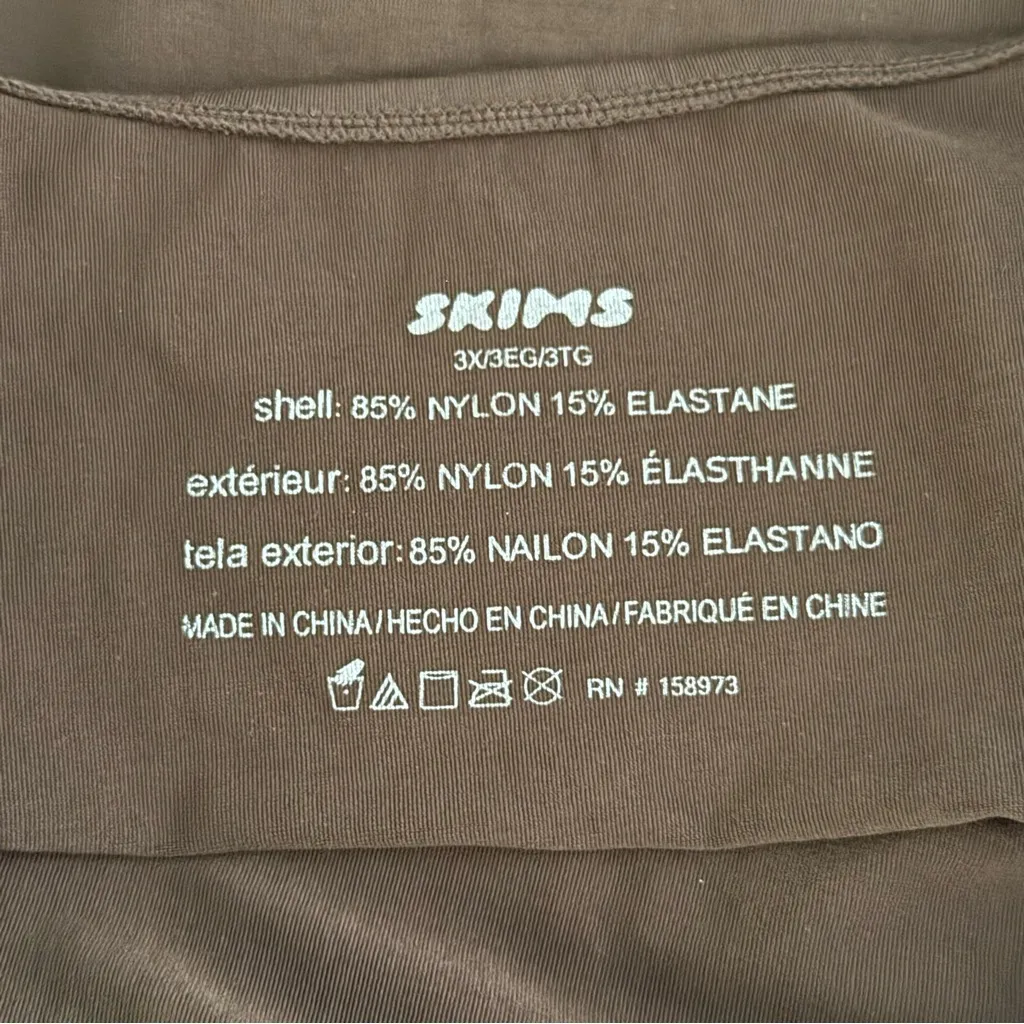 SKIMS
3X/3EG/3TG
shell: 85% NYLON 15% ELASTANE
extérieur: 85% NYLON 15% ÉLASTHANNE
tela exterior: 85% NAILON 15% ELASTANO
MADE IN CHINA/HECHO EN CHINA/FABRIQUÉ EN CHINE
RN # 158973